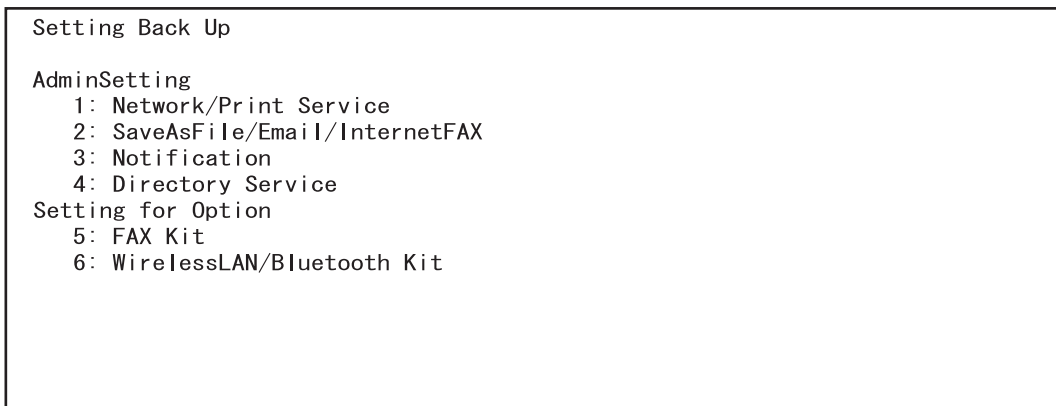 Setting Back Up
AdminSetting
1: Network/Print Service
2: SaveAsFile/Email/InternetFAX
3: Notification
4: Directory Service
Setting for Option
5: FAX Kit
6: WirelessLAN/Bluetooth Kit